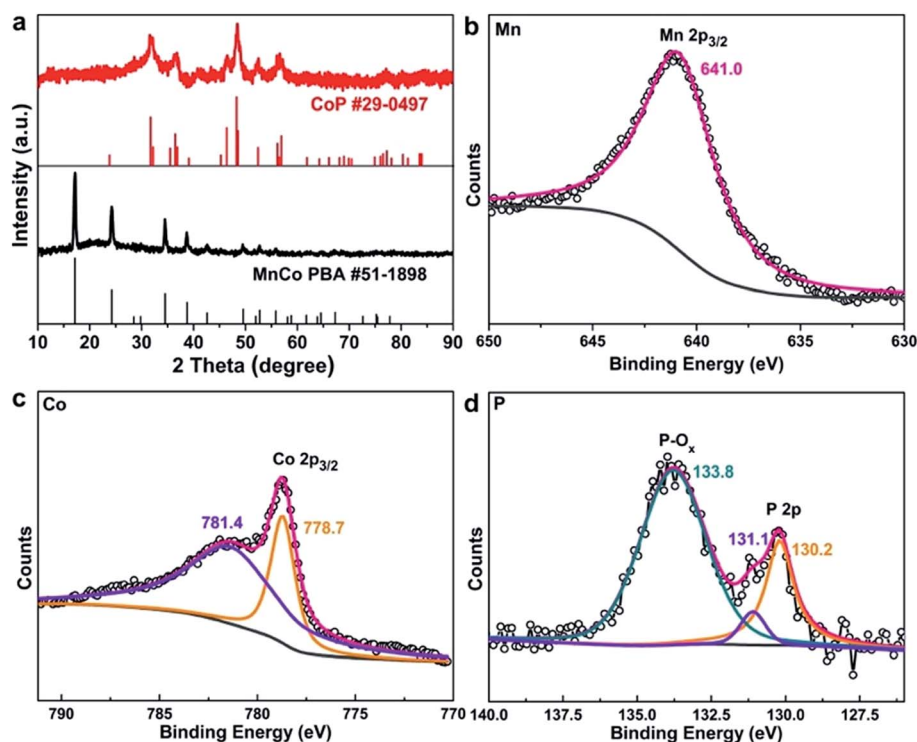 a
Intensity (a.u.)
CoP #29-0497
MnCo PBA #51-1898
10 20 30 40 50 60 70 80 90
2 Theta (degree)
b
Mn
Mn 2p3/2
641.0
Counts
650 645 640 635 630
Binding Energy (eV)
c
Co
Co 2p3/2
781.4
778.7
Counts
790 785 780 775 770
Binding Energy (eV)
d
P
P-Ox
133.8
P 2p
131.1
130.2
Counts
140.0 137.5 135.0 132.5 130.0 127.5
Binding Energy (eV)